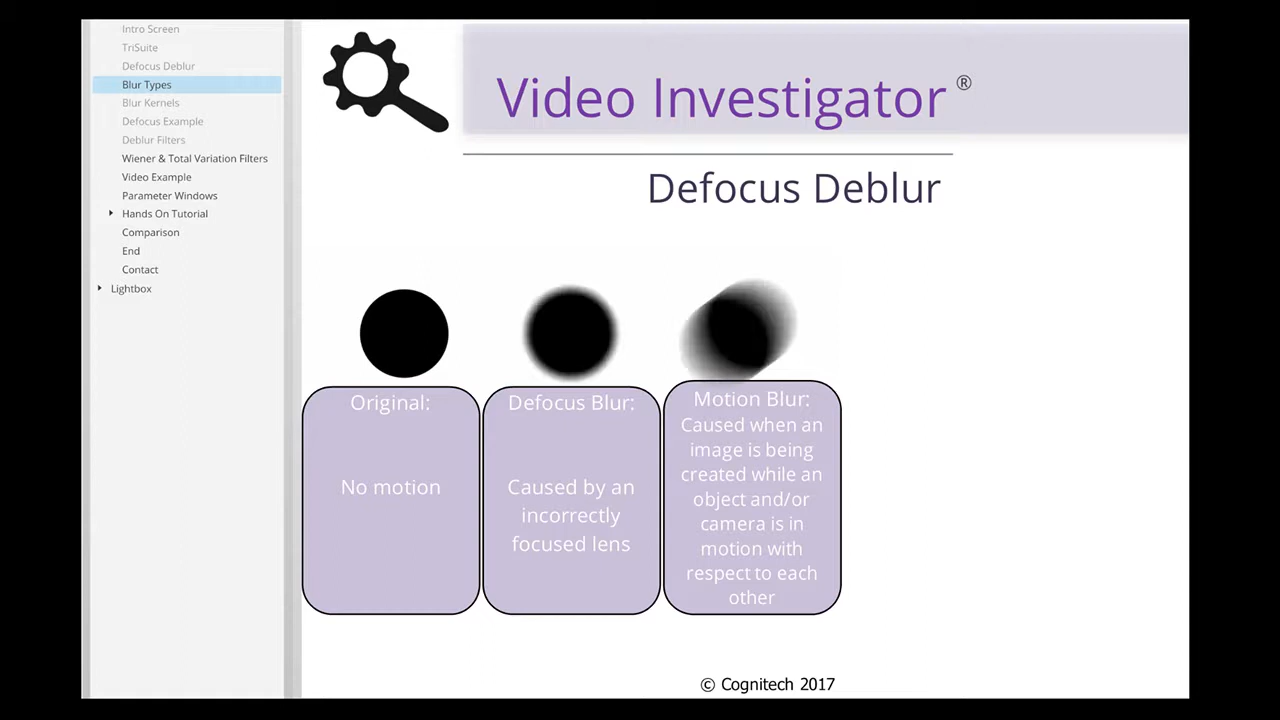 Intro Screen
TriSuite
Defocus Deblur
Blur Types
Blur Kernels
Defocus Example
Deblur Filters
Wiener & Total Variation Filters
Video Example
Parameter Windows
Hands On Tutorial
Comparison
End
Contact
Lightbox
Video Investigator ®
Defocus Deblur
Original:
No motion
Defocus Blur:
Caused by an
incorrectly
focused lens
Motion Blur:
Caused when an
image is being
created while an
object and/or
camera is in
motion with
respect to each
other
© Cognitech 2017